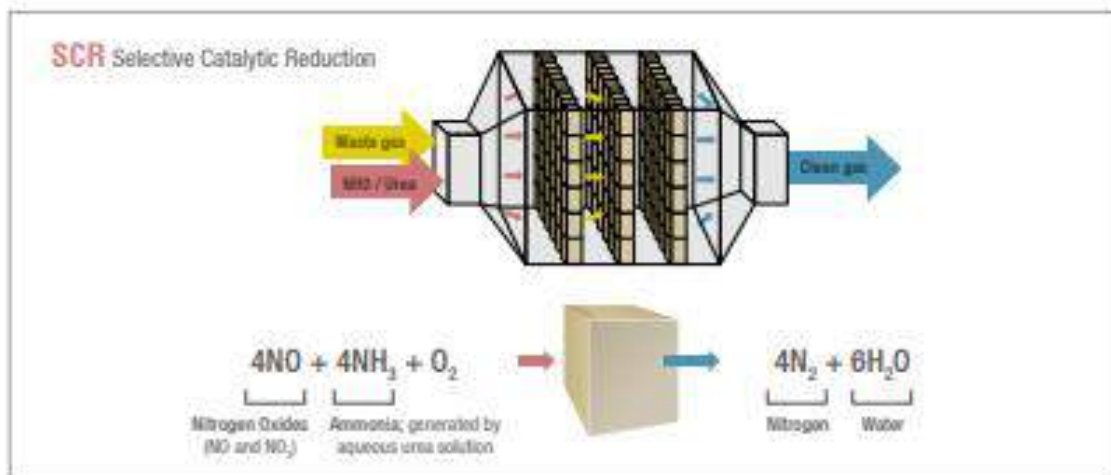 SCR Selective Catalytic Reduction
Waste gas
NH3 / Urea
Clean gas
4NO + 4NH₃ + O₂
4N₂ + 6H₂O
Nitrogen Oxides
(NO and NO₂)
Ammonia; generated by
aqueous urea solution
Nitrogen
Water